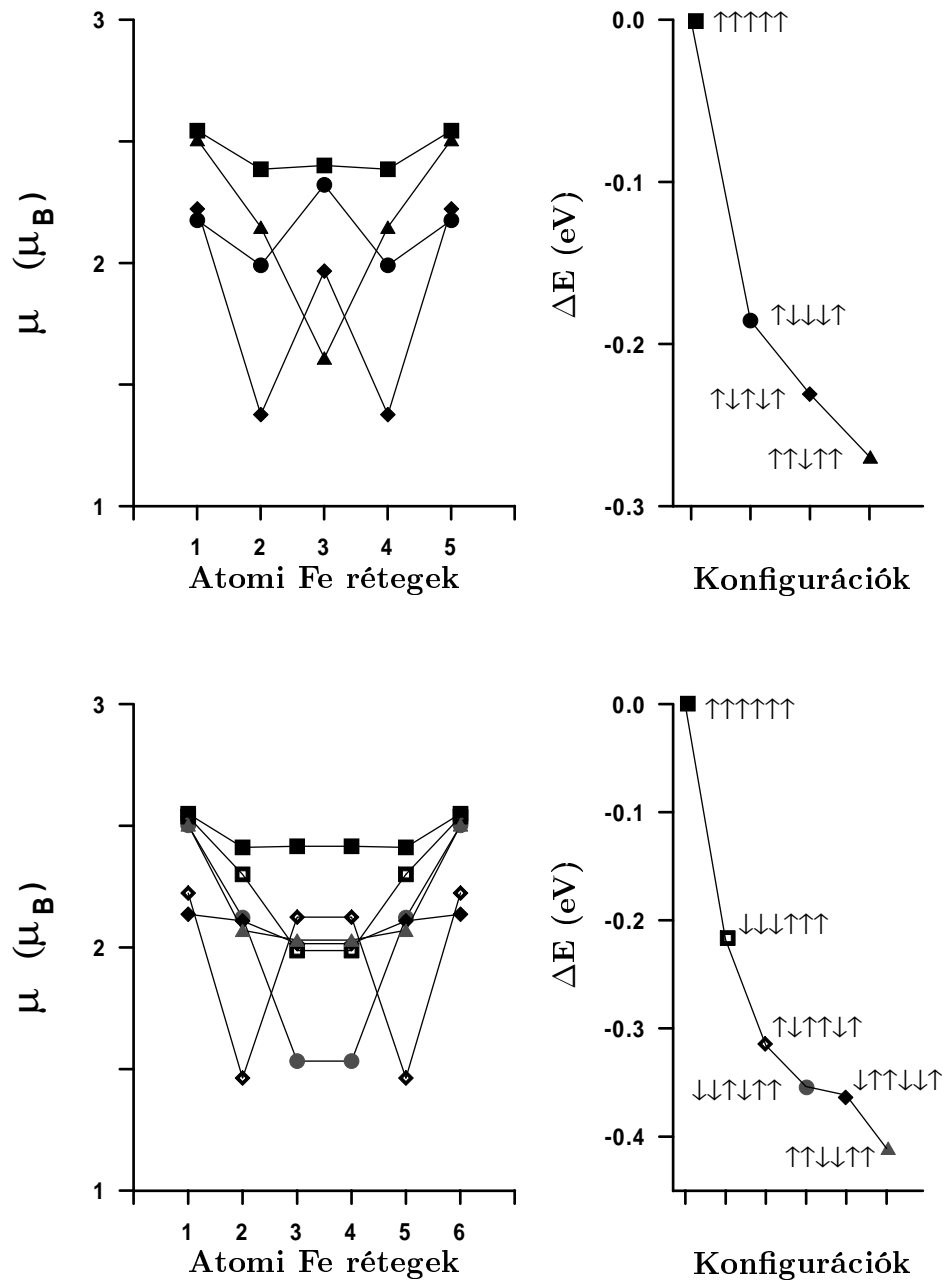 3
2
1
μ (μB)
1 2 3 4 5
Atomi Fe rétegek
0.0
-0.1
-0.2
-0.3
ΔE (eV)
↑↑↑↑↑
↑↓↓↓↑
↑↓↑↓↑
↑↑↓↑↑
Konfigurációk
3
2
1
μ (μB)
1 2 3 4 5 6
Atomi Fe rétegek
0.0
-0.1
-0.2
-0.3
-0.4
ΔE (eV)
↑↑↑↑↑↑
↓↓↓↑↑↑
↑↓↑↑↓↑
↓↓↑↓↑↑
↓↑↑↓↓↑
↑↑↓↓↑↑
Konfigurációk